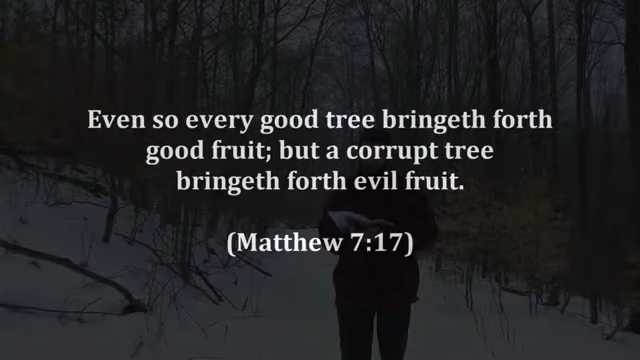 Even so every good tree bringeth forth
good fruit; but a corrupt tree
bringeth forth evil fruit.
(Matthew 7:17)